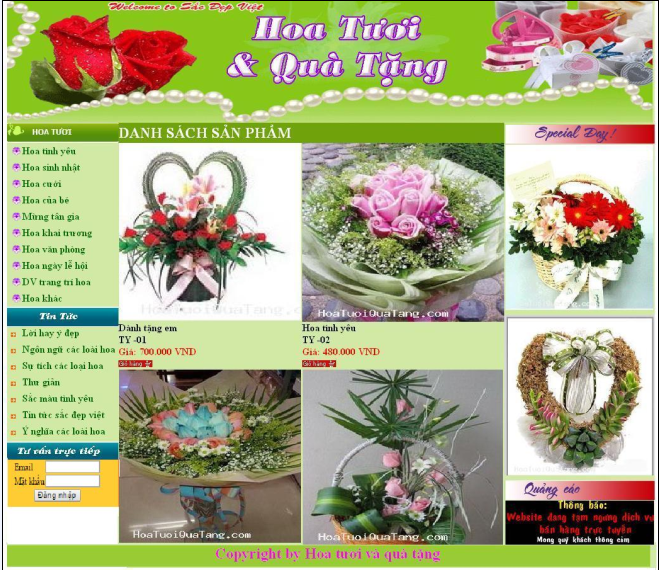 Welcome to Sắc Đẹp Việt
Hoa Tươi
& Quà Tặng
HOA TƯƠI
Hoa tình yêu
Hoa sinh nhật
Hoa cưới
Hoa của bé
Mừng tân gia
Hoa khai trương
Hoa văn phòng
Hoa ngày lễ hội
DV trang trí hoa
Hoa khác
Tin Tức
Lời hay ý đẹp
Ngôn ngữ các loài hoa
Sự tích các loại hoa
Thư giãn
Sắc màu tình yêu
Tin tức sắc đẹp việt
Ý nghĩa các loài hoa
Tư vấn trực tiếp
Email
Mật khẩu
Đăng nhập
DANH SÁCH SẢN PHẨM
HoaTuoiQuaTang.com
HoaTuoiQuaTang.com
Dành tặng em
TY -01
Giá: 700.000 VND
Giỏ hàng
Hoa tình yêu
TY -02
Giá: 480.000 VND
Giỏ hàng
HoaTuoiQuaTang.com
HoaTuoiQuaTang.com
Special Day!
Quảng cáo
Thông báo:
Website đang tạm ngưng dịch vụ
bán hàng trực tuyến
Mong quý khách thông cảm
Copyright by Hoa tươi và quà tặng